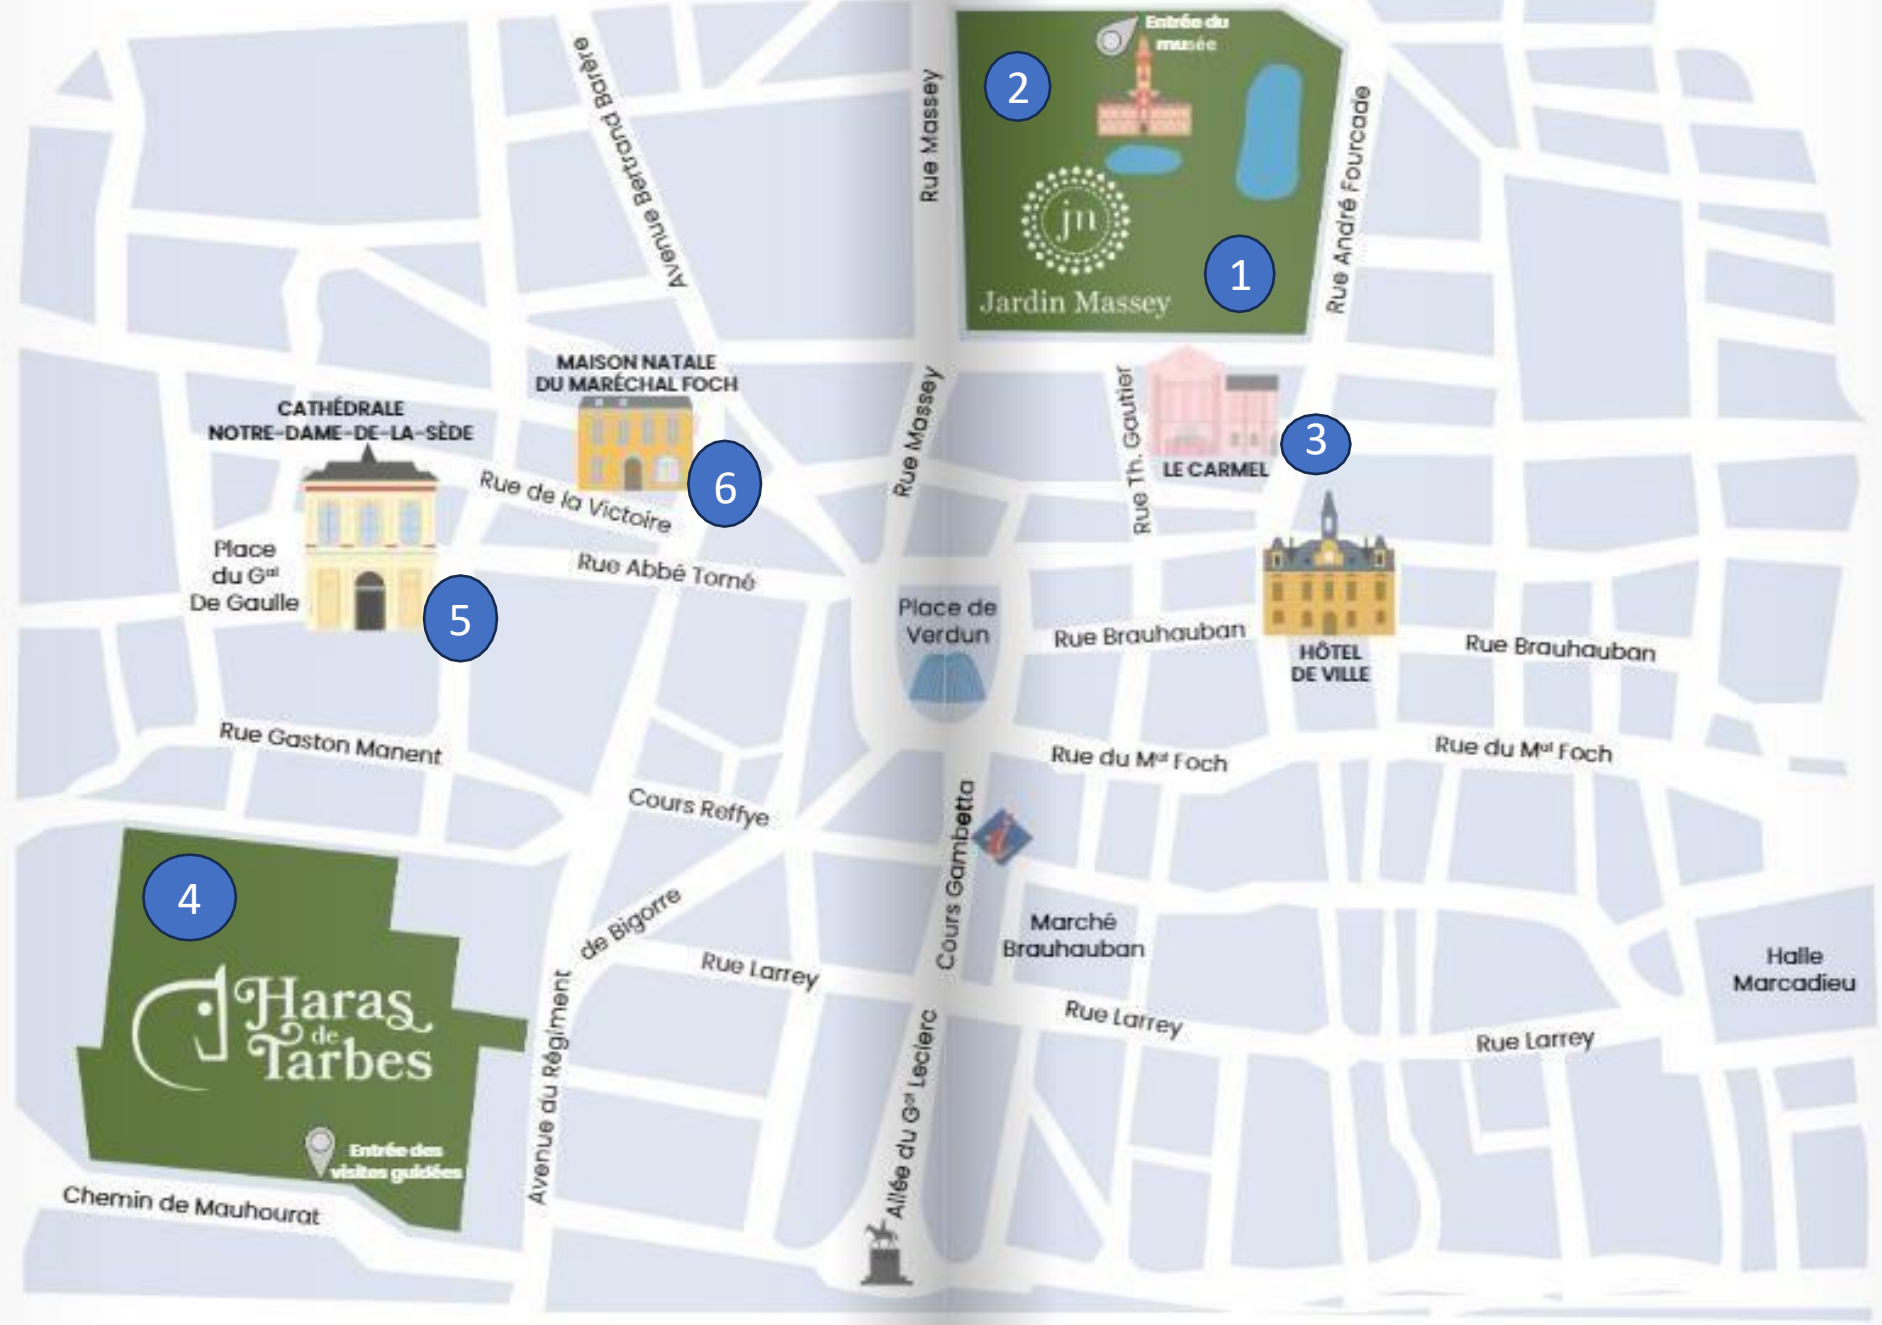 Entrée du
musée
2
Rue Massey
Avenue Bertrand Barère
Rue André Fourcade
jn
1
Jardin Massey
MAISON NATALE
DU MARÉCHAL FOCH
6
CATHÉDRALE
NOTRE-DAME-DE-LA-SÈDE
Rue Massey
Rue Th. Gautier
3
LE CARMEL
Rue de la Victoire
Rue Abbé Torné
Place
du Gal
De Gaulle
5
Place de
Verdun
Rue Brauhauban
HÔTEL
DE VILLE
Rue Brauhauban
Rue Gaston Manent
Rue du Mal Foch
Rue du Mal Foch
Cours Reffye
Cours Gambetta
i
4
de Bigorre
Marché
Brauhauban
Halle
Marcadieu
Rue Larrey
Haras
de
Tarbes
Rue Larrey
Rue Larrey
Avenue du Régiment
Allée du Gal Leclerc
Entrée des
visites guidées
Chemin de Mauhourat